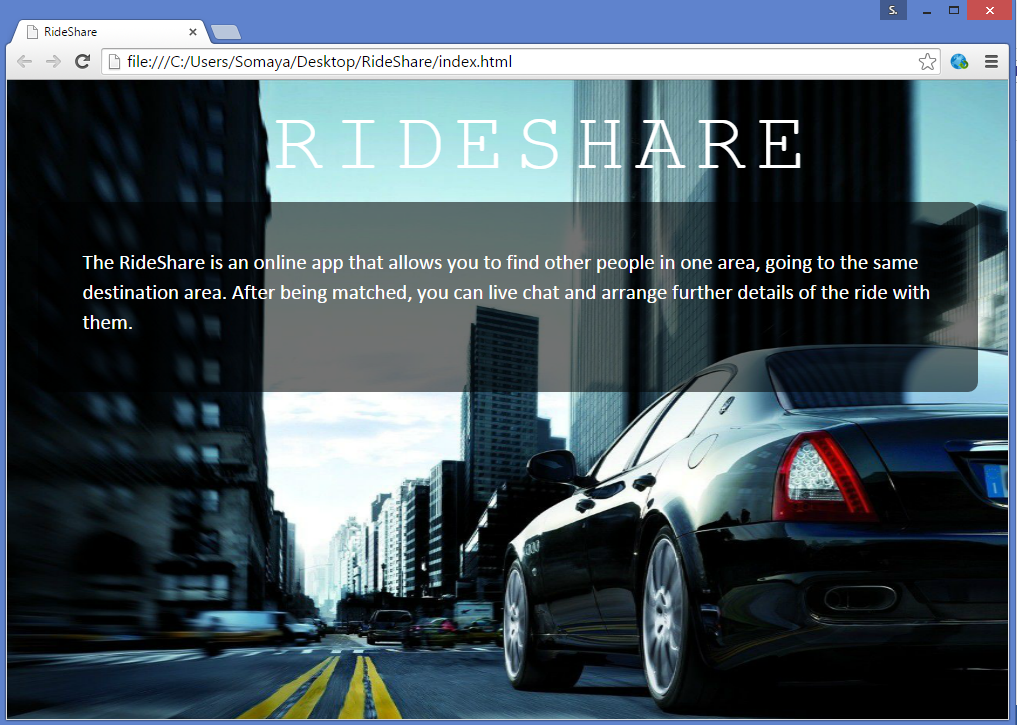 S.
RideShare
file:///C:/Users/Somaya/Desktop/RideShare/index.html
RIDESHARE
The RideShare is an online app that allows you to find other people in one area, going to the same
destination area. After being matched, you can live chat and arrange further details of the ride with
them.